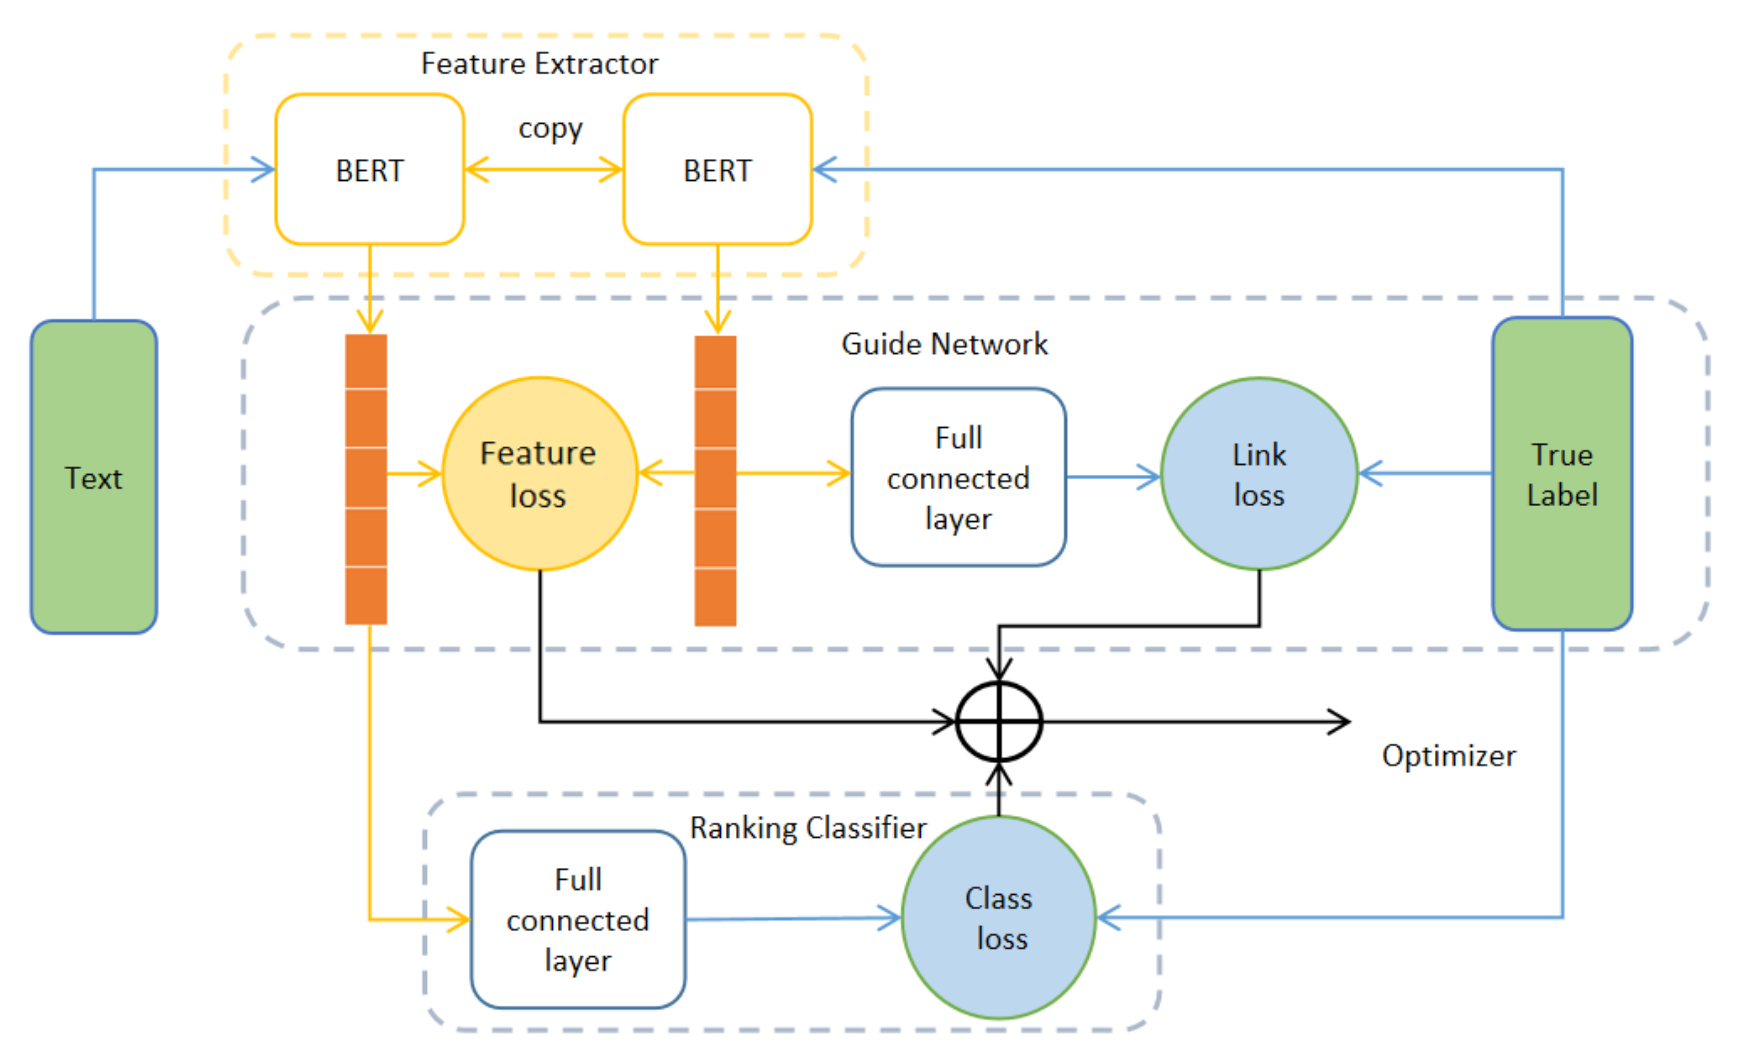 Feature Extractor
copy
BERT
BERT
Guide Network
Text
Feature
loss
Full
connected
layer
Link
loss
True
Label
Optimizer
Ranking Classifier
Full
connected
layer
Class
loss